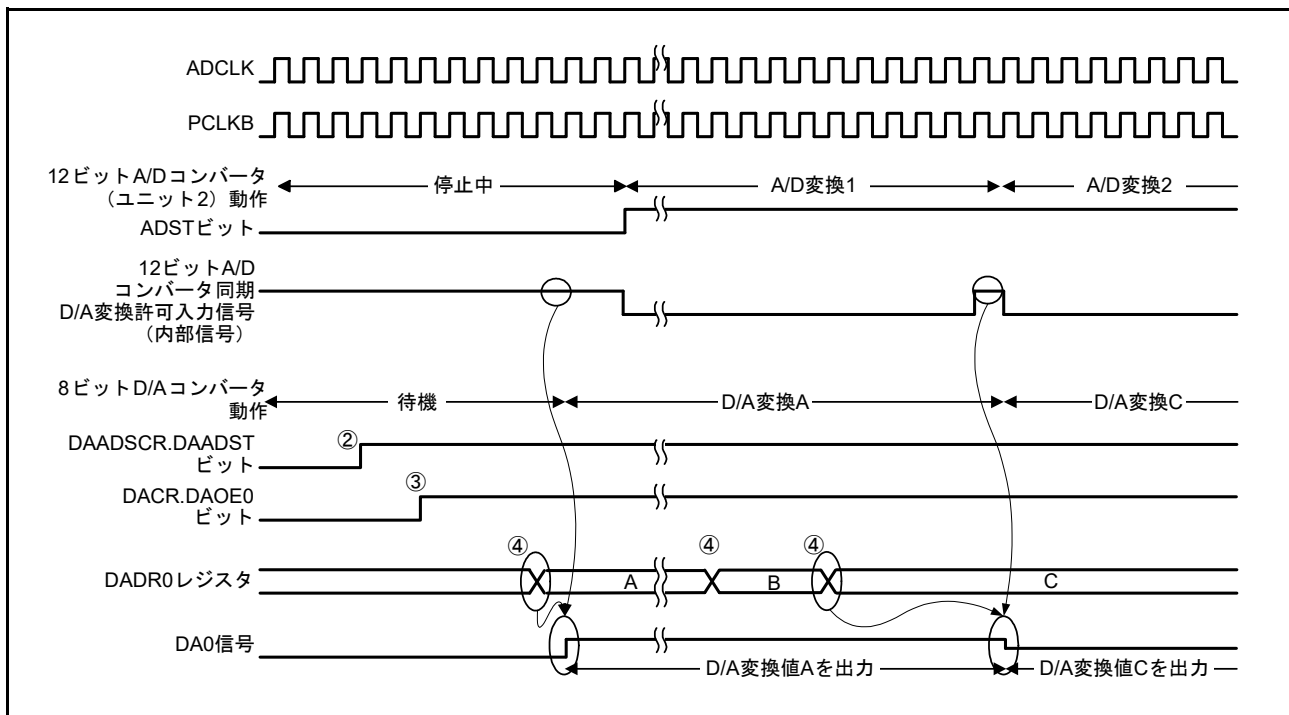 ADCLK
PCLKB
12ビットA/Dコンバータ
（ユニット2）動作
停止中
A/D変換1
A/D変換2
ADSTビット
12ビットA/D
コンバータ同期
D/A変換許可入力信号
（内部信号）
8ビットD/Aコンバータ
動作
待機
D/A変換A
D/A変換C
DAADSCR.DAADST
ビット
②
DACR.DAOE0
ビット
③
④
④
④
DADR0レジスタ
A
B
C
DA0信号
D/A変換値Aを出力
D/A変換値Cを出力